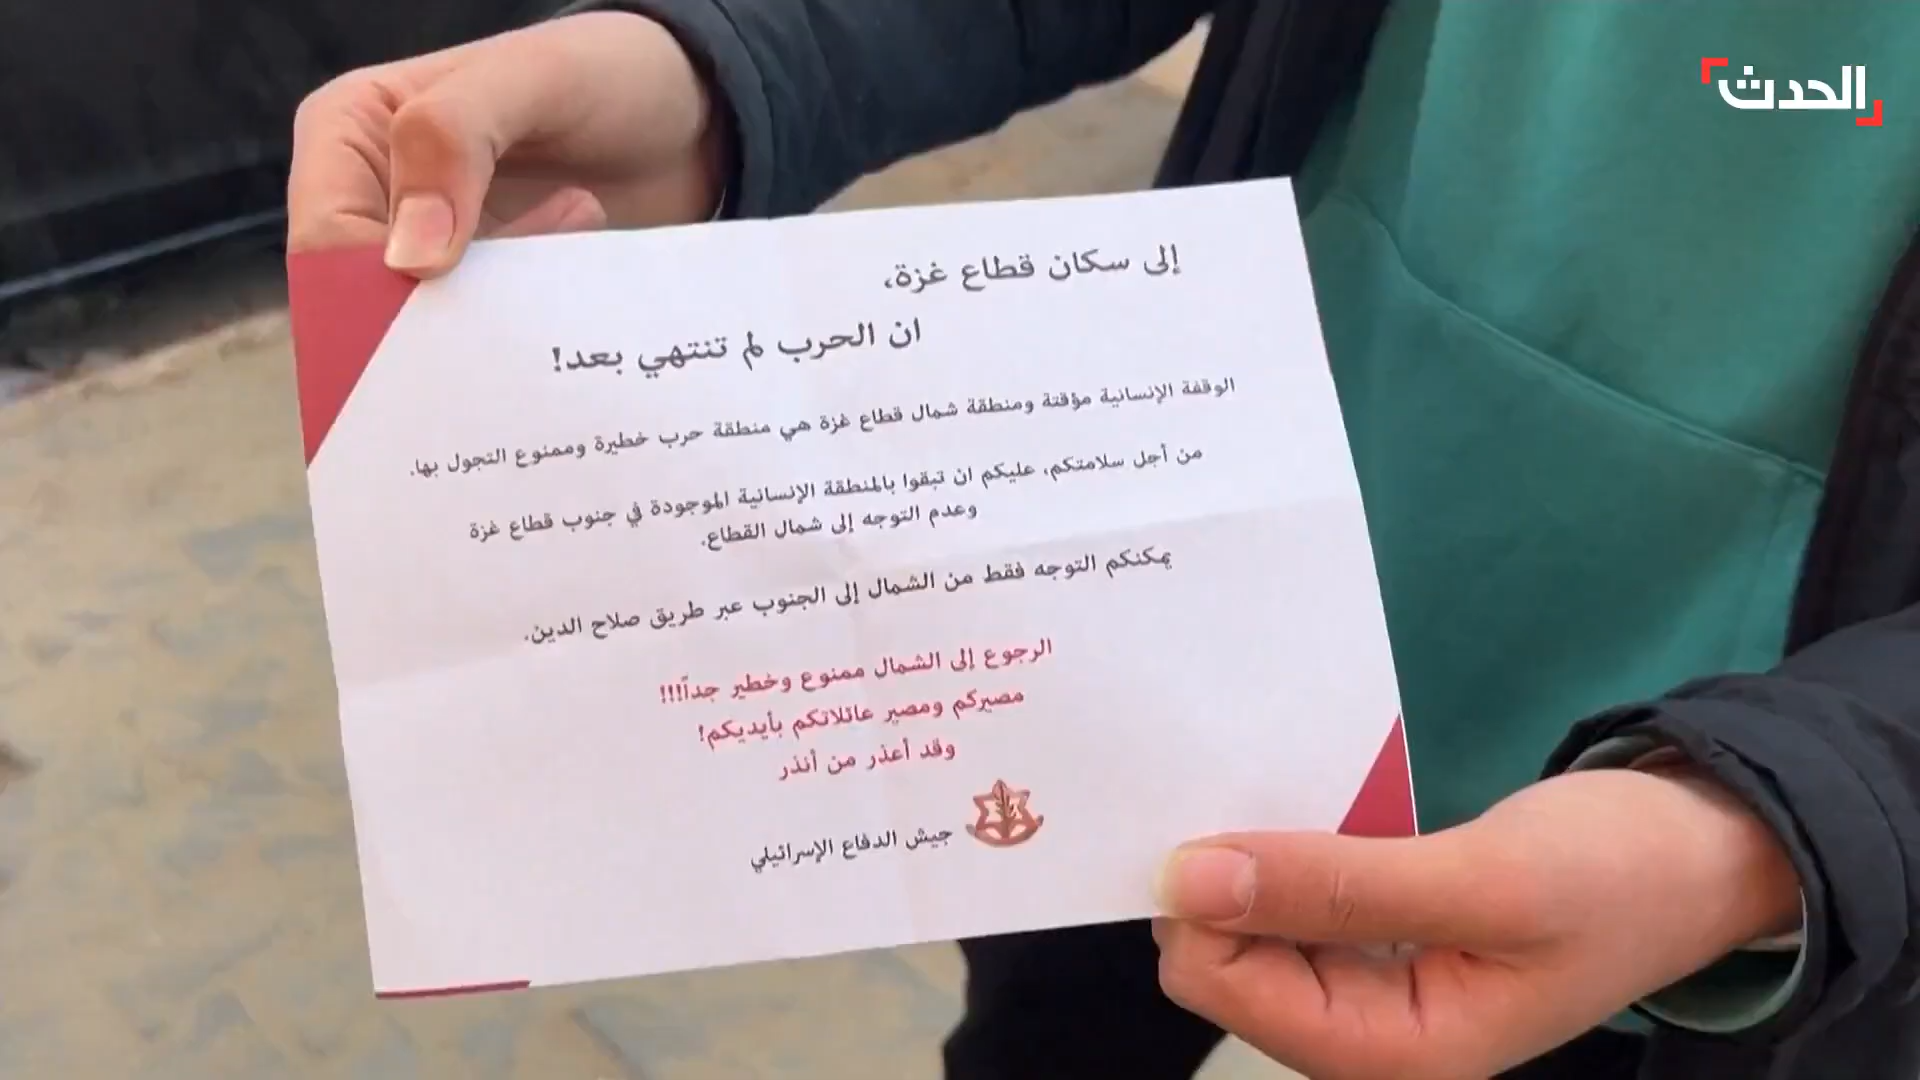 الحدث
إلى سكان قطاع غزة،
ان الحرب لم تنتهي بعد!
الوقفة الإنسانية مؤقتة ومنطقة شمال قطاع غزة هي منطقة حرب خطيرة وممنوع التجول بها.
من أجل سلامتكم، عليكم ان تبقوا بالمنطقة الإنسانية الموجودة في جنوب قطاع غزة
وعدم التوجه إلى شمال القطاع.
يمكنكم التوجه فقط من الشمال إلى الجنوب عبر طريق صلاح الدين.
الرجوع إلى الشمال ممنوع وخطير جداً!!!
مصيركم ومصير عائلاتكم بأيديكم!
وقد أعذر من أنذر
جيش الدفاع الإسرائيلي